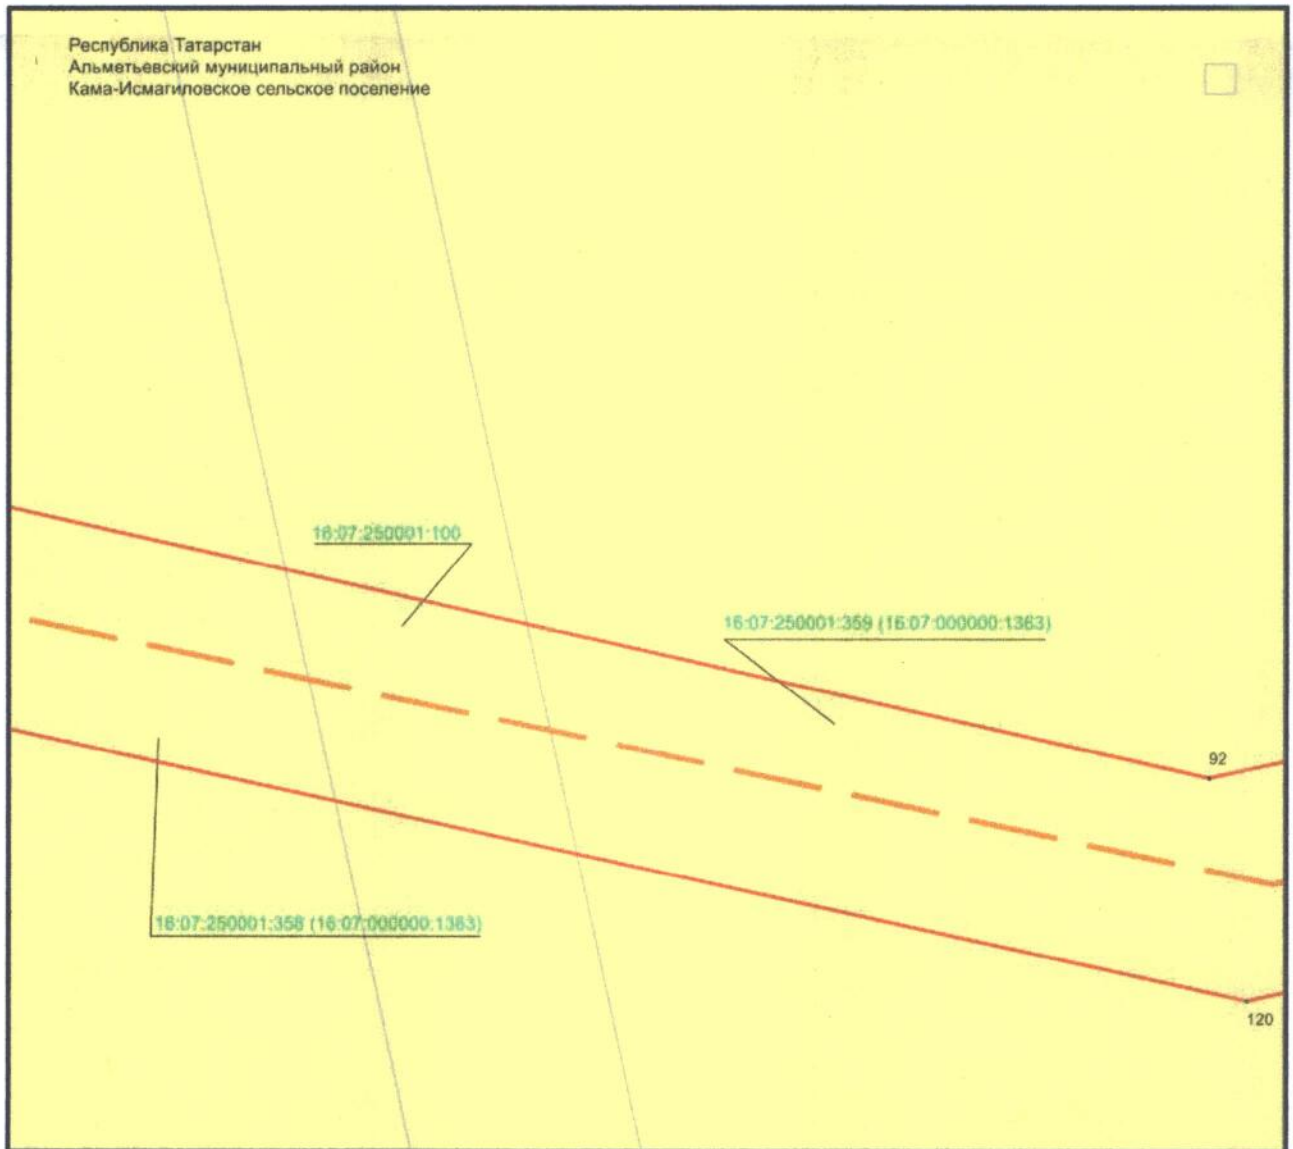 Республика Татарстан
Альметьевский муниципальный район
Кама-Исмагиловское сельское поселение
16:07:250001:100
16:07:250001:359 (16:07:000000:1363)
92
16:07:250001:358 (16:07:000000:1363)
120